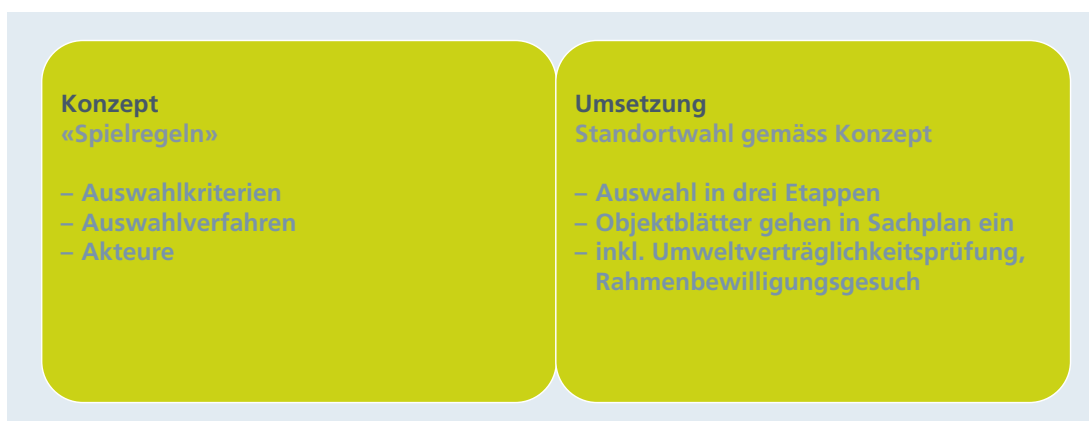 Konzept
«Spielregeln»
– Auswahlkriterien
– Auswahlverfahren
– Akteure
Umsetzung
Standortwahl gemäss Konzept
– Auswahl in drei Etappen
– Objektblätter gehen in Sachplan ein
– inkl. Umweltverträglichkeitsprüfung,
Rahmenbewilligungsgesuch